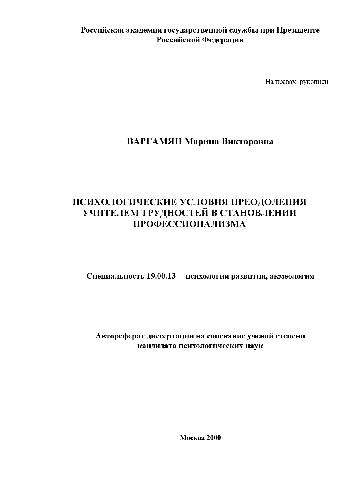 Российская академия государственной службы при Президенте
Российской Федерации
На правах рукописи
ВАРГАМЯН Марина Викторовна
ПСИХОЛОГИЧЕСКИЕ УСЛОВИЯ ПРЕОДОЛЕНИЯ
УЧИТЕЛЕМ ТРУДНОСТЕЙ В СТАНОВЛЕНИИ
ПРОФЕССИОНАЛИЗМА
Специальность 19.00.13 психология развития, акмеология
Автореферат диссертации на соискание ученой степени
кандидата психологических наук
Москва 2000